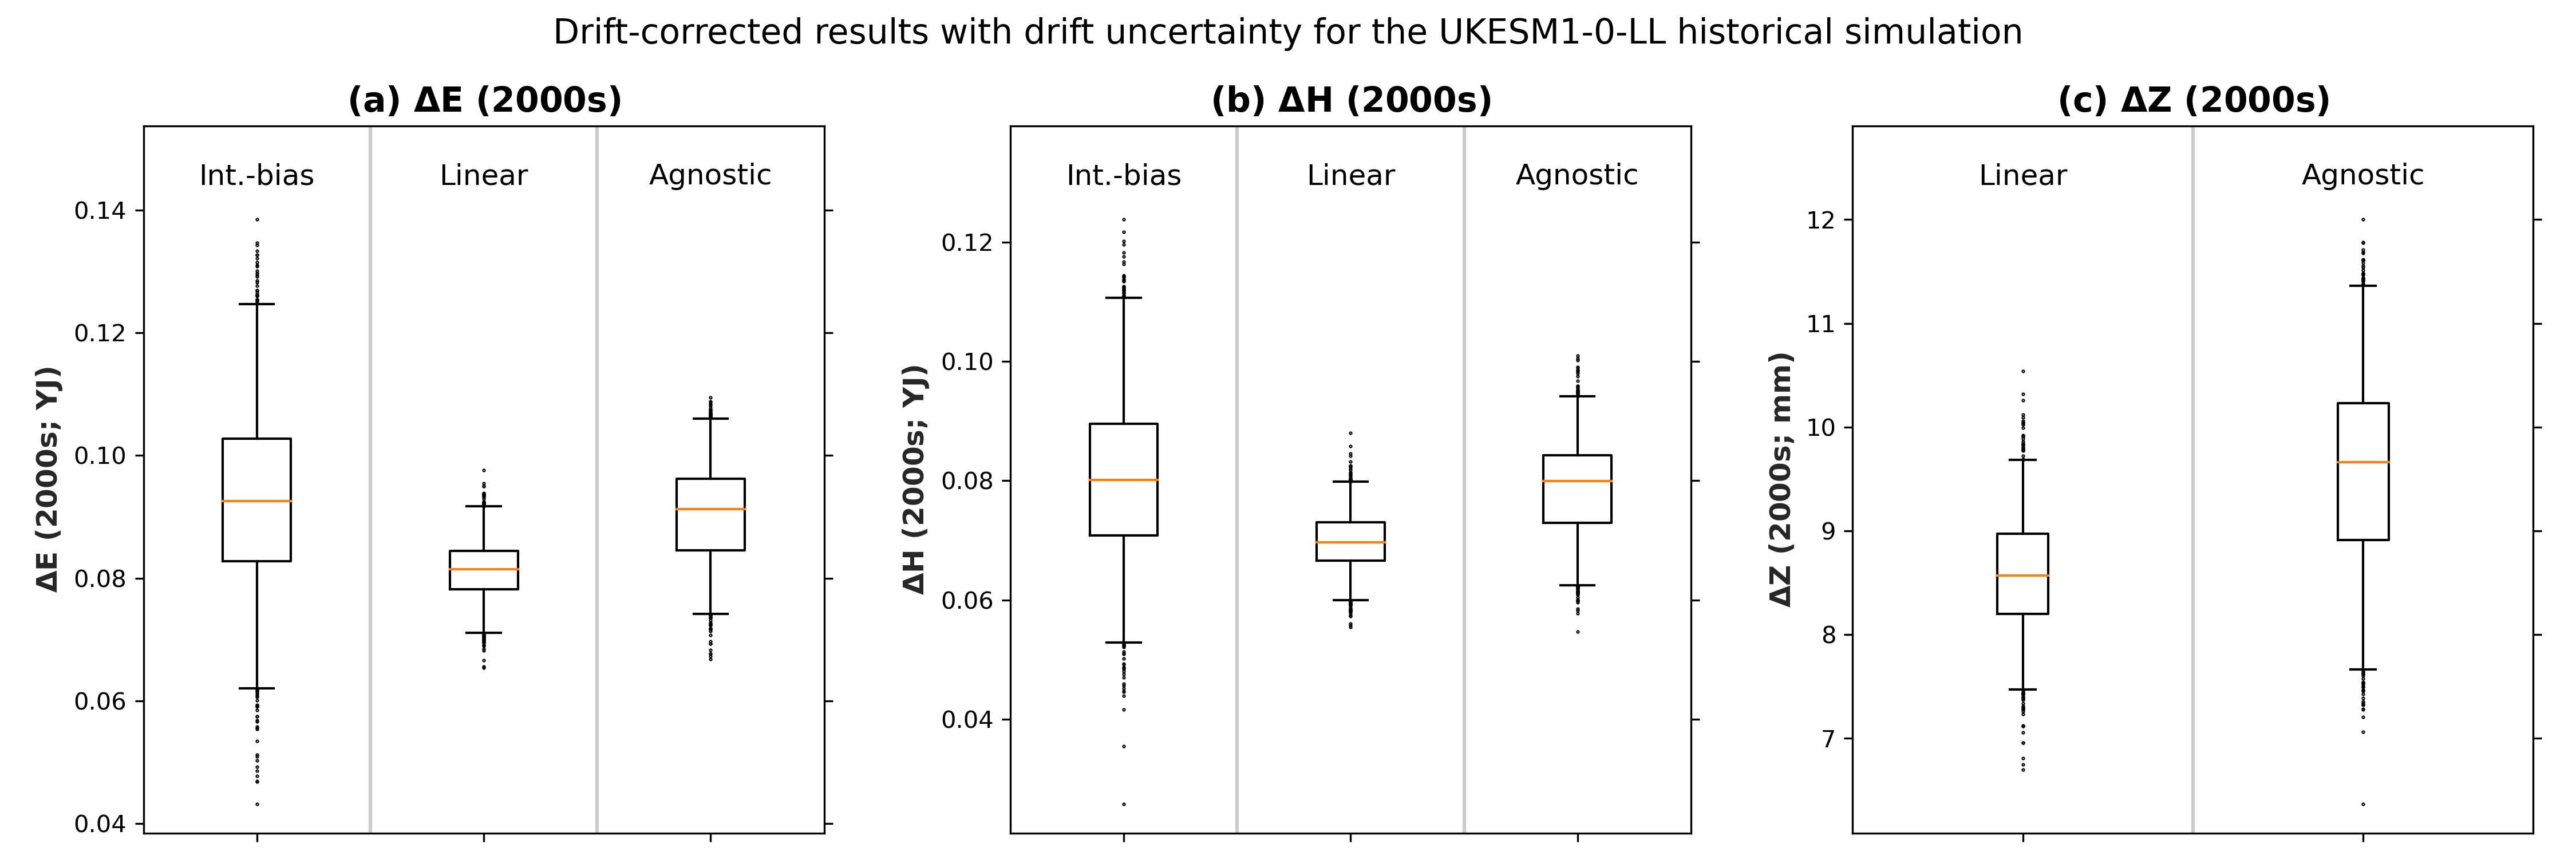 Drift-corrected results with drift uncertainty for the UKESM1-0-LL historical simulation
(a) ΔE (2000s)
Int.-bias Linear Agnostic
ΔE (2000s; YJ)
0.14
0.12
0.10
0.08
0.06
0.04
(b) ΔH (2000s)
Int.-bias Linear Agnostic
ΔH (2000s; YJ)
0.12
0.10
0.08
0.06
0.04
(c) ΔZ (2000s)
Linear Agnostic
ΔZ (2000s; mm)
12
11
10
9
8
7